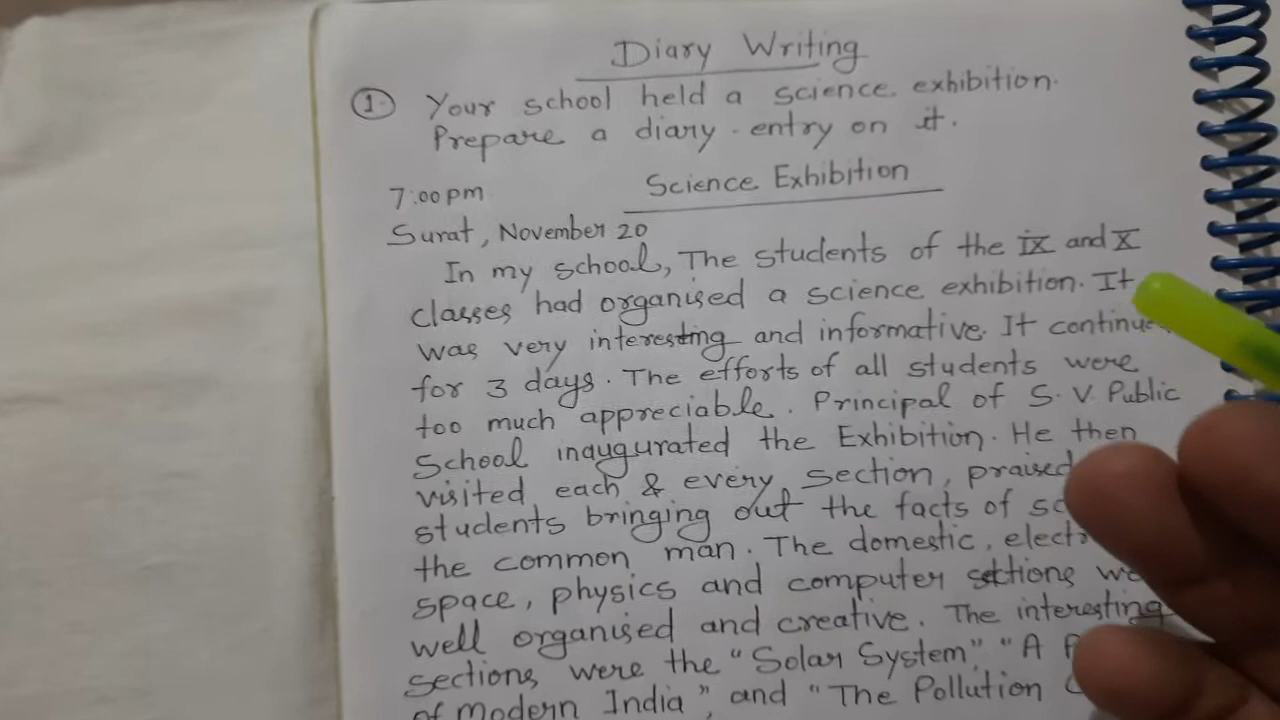 Diary Writing
1. Your school held a science exhibition.
Prepare a diary entry on it.
Science Exhibition
7:00 pm
Surat, November 20
In my school, The students of the IX and X
classes had organised a science exhibition. It
was very interesting and informative. It
for 3 days. The efforts of all students were
too much appreciable. Principal of S. V. Public
School inaugurated the Exhibition. He then
visited each & every section, praised
students bringing out the facts of
the common man. The domestic,
space, physics and computer sections
well organised and creative. The interesting
sections were the "Solar System" "A
of modern India", and "The Pollution